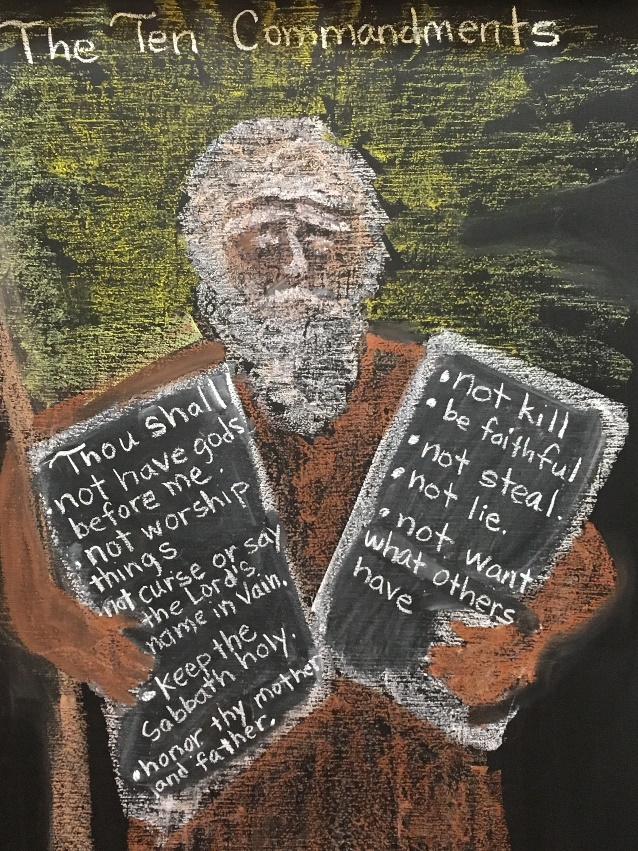 The Ten Commandments
Thou shall
• not have gods
before me.
• not worship
things
• not curse or say
the Lord's
name in vain.
• keep the
Sabbath holy.
• honor thy mother
and father.
• not kill
• be faithful
• not steal.
• not lie.
• not want
what others
have